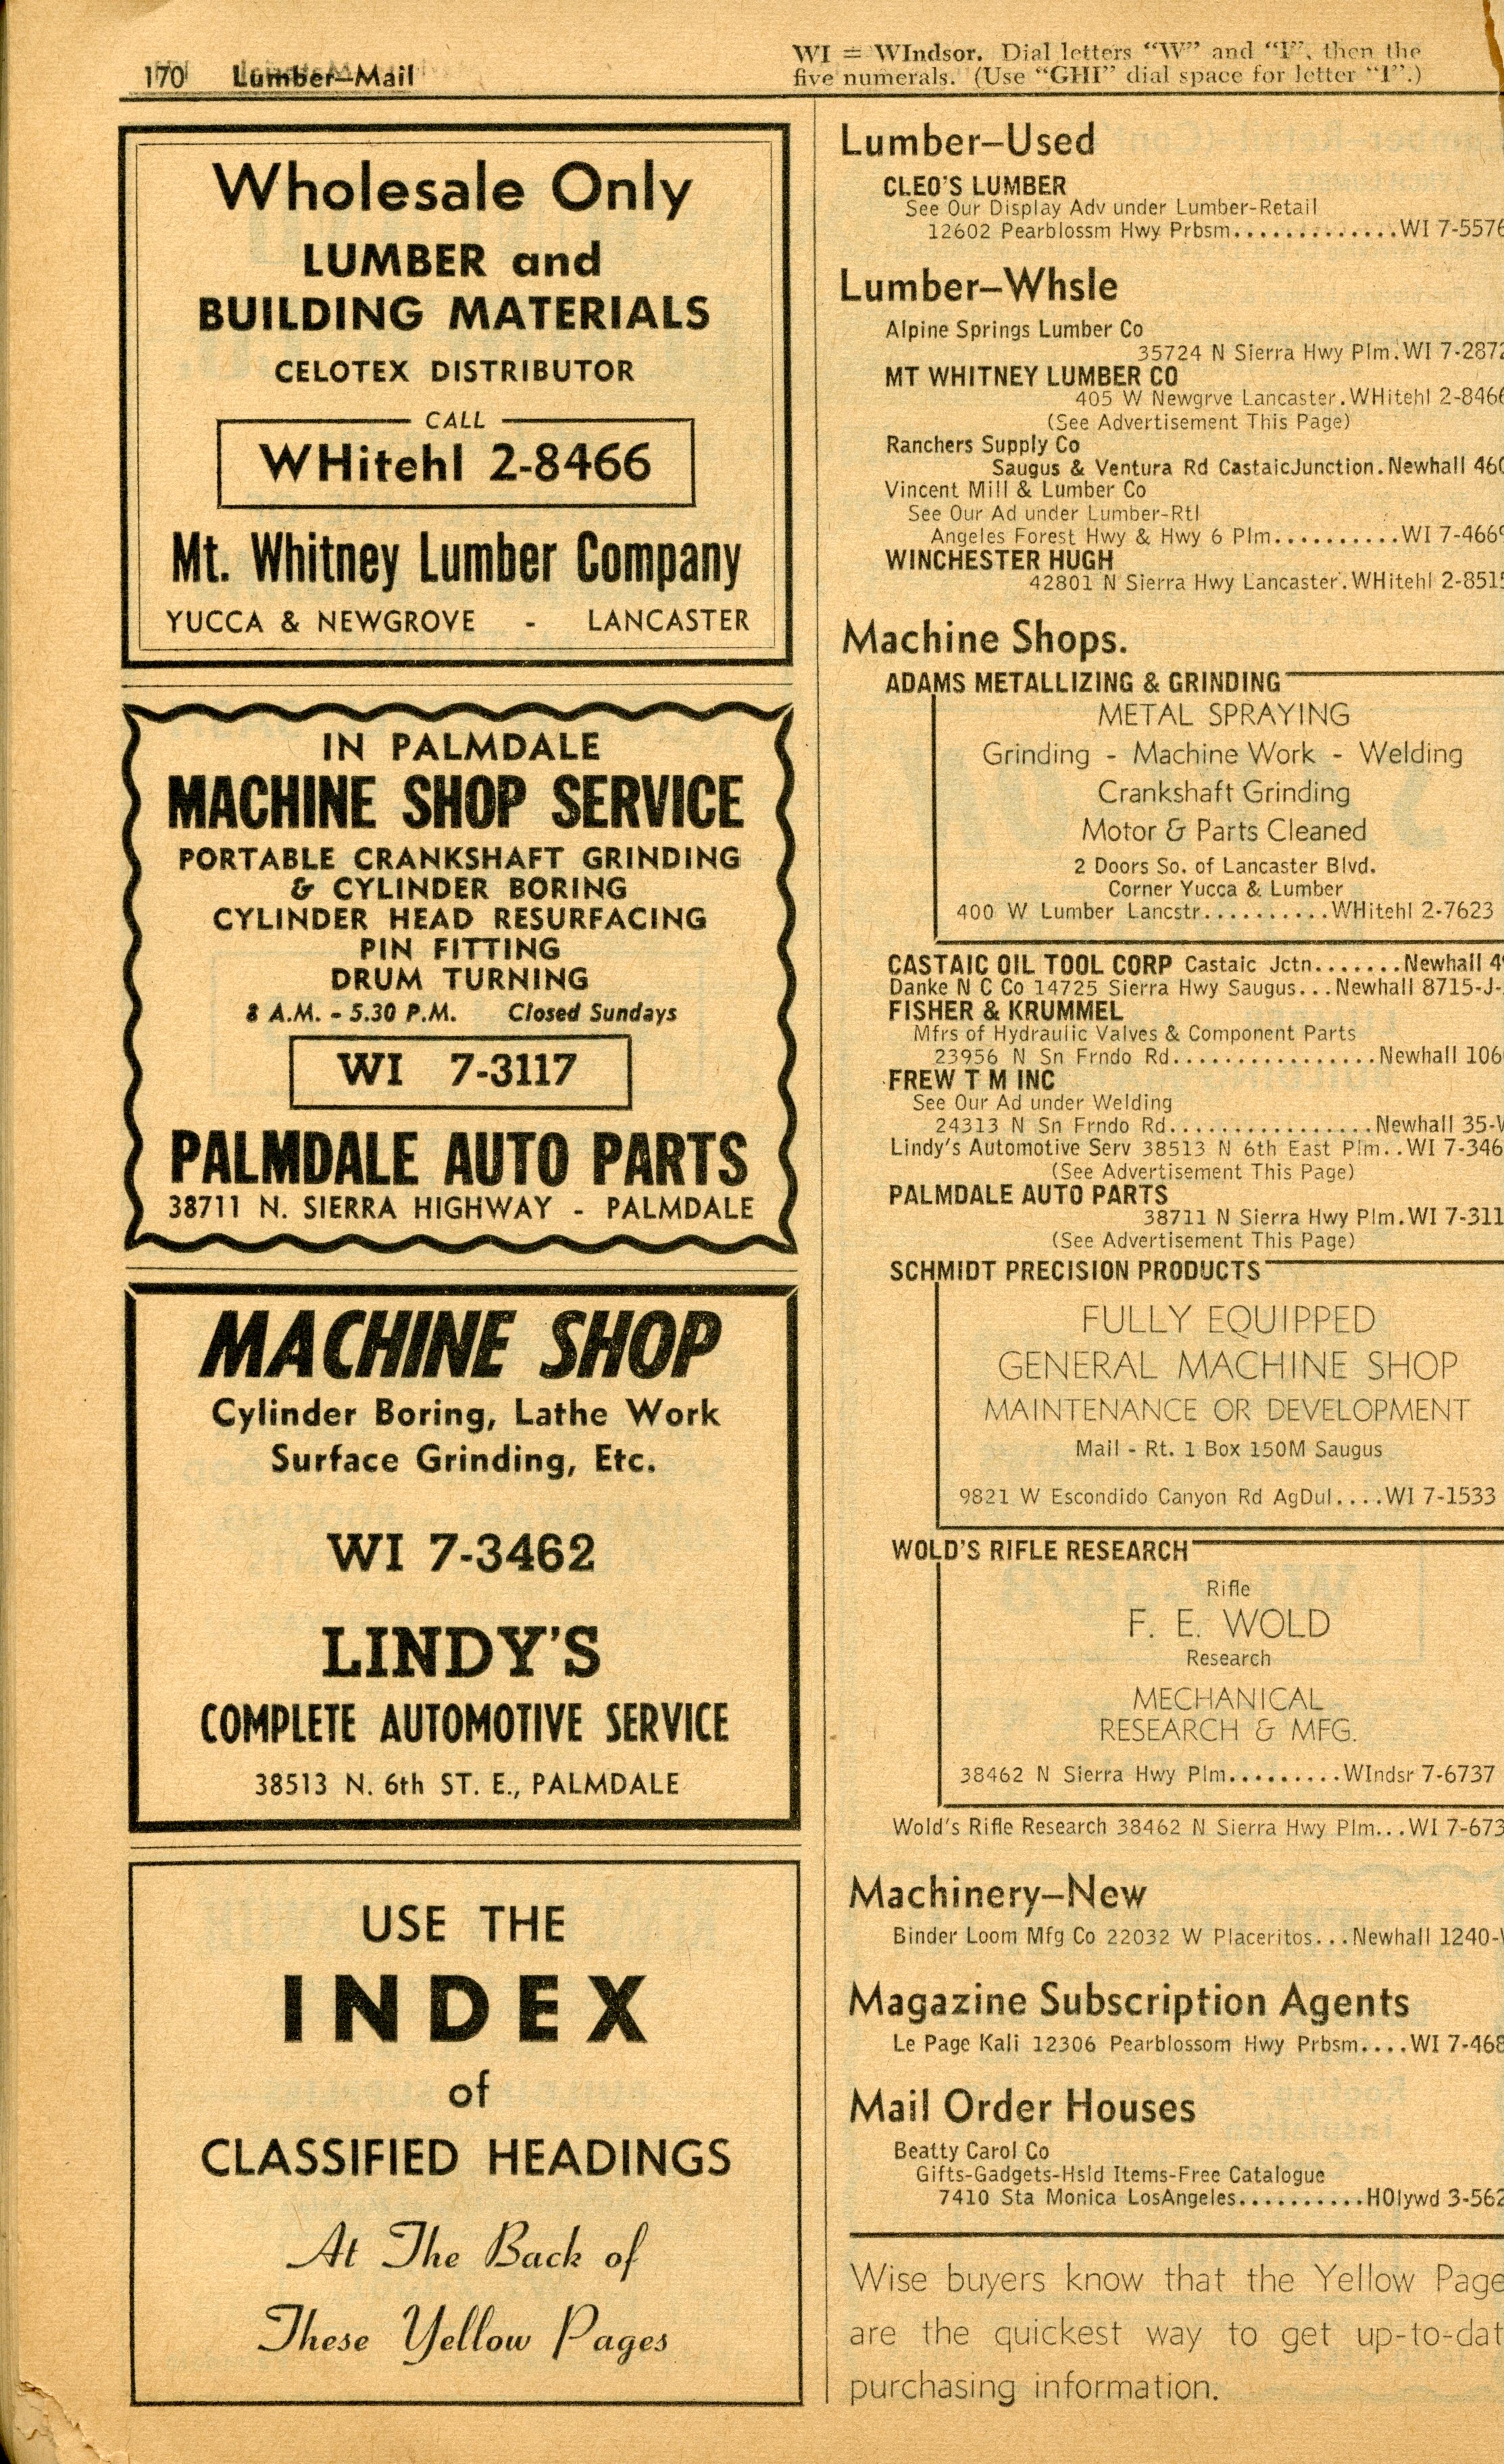 170 Lumber–Mail
WI = WIndsor. Dial letters “W” and “I”, then the
five numerals. (Use “GHI” dial space for letter “I”.)
Wholesale Only
LUMBER and
BUILDING MATERIALS
CELOTEX DISTRIBUTOR
CALL
WHitehl 2-8466
Mt. Whitney Lumber Company
YUCCA & NEWGROVE - LANCASTER
IN PALMDALE
MACHINE SHOP SERVICE
PORTABLE CRANKSHAFT GRINDING
& CYLINDER BORING
CYLINDER HEAD RESURFACING
PIN FITTING
DRUM TURNING
8 A.M. - 5.30 P.M. Closed Sundays
WI 7-3117
PALMDALE AUTO PARTS
38711 N. SIERRA HIGHWAY - PALMDALE
MACHINE SHOP
Cylinder Boring, Lathe Work
Surface Grinding, Etc.
WI 7-3462
LINDY’S
COMPLETE AUTOMOTIVE SERVICE
38513 N. 6th ST. E., PALMDALE
USE THE
INDEX
of
CLASSIFIED HEADINGS
At The Back of
These Yellow Pages
Lumber–Used
CLEO’S LUMBER
See Our Display Adv under Lumber-Retail
12602 Pearblossm Hwy Prbsm.............WI 7-5576
Lumber–Whsle
Alpine Springs Lumber Co
35724 N Sierra Hwy Plm.WI 7-2872
MT WHITNEY LUMBER CO
405 W Newgrve Lancaster.WHitehl 2-8466
(See Advertisement This Page)
Ranchers Supply Co
Saugus & Ventura Rd CastaicJunction.Newhall 460
Vincent Mill & Lumber Co
See Our Ad under Lumber-Rtl
Angeles Forest Hwy & Hwy 6 Plm..........WI 7-4669
WINCHESTER HUGH
42801 N Sierra Hwy Lancaster.WHitehl 2-8515
Machine Shops.
ADAMS METALLIZING & GRINDING
METAL SPRAYING
Grinding - Machine Work - Welding
Crankshaft Grinding
Motor & Parts Cleaned
2 Doors So. of Lancaster Blvd.
Corner Yucca & Lumber
400 W Lumber Lancstr..........WHitehl 2-7623
CASTAIC OIL TOOL CORP Castaic Jctn.......Newhall
Danke N C Co 14725 Sierra Hwy Saugus...Newhall 8715-J-
FISHER & KRUMMEL
Mfrs of Hydraulic Valves & Component Parts
23956 N Sn Frndo Rd................Newhall 106
FREW T M INC
See Our Ad under Welding
24313 N Sn Frndo Rd................Newhall 35-W
Lindy’s Automotive Serv 38513 N 6th East Plm..WI 7-346
(See Advertisement This Page)
PALMDALE AUTO PARTS
38711 N Sierra Hwy Plm.WI 7-311
(See Advertisement This Page)
SCHMIDT PRECISION PRODUCTS
FULLY EQUIPPED
GENERAL MACHINE SHOP
MAINTENANCE OR DEVELOPMENT
Mail - Rt. 1 Box 150M Saugus
9821 W Escondido Canyon Rd AgDul....WI 7-1533
WOLD’S RIFLE RESEARCH
Rifle
F. E. WOLD
Research
MECHANICAL
RESEARCH & MFG.
38462 N Sierra Hwy Plm.........WIndsr 7-6737
Wold’s Rifle Research 38462 N Sierra Hwy Plm...WI 7-673
Machinery–New
Binder Loom Mfg Co 22032 W Placeritos...Newhall 1240-W
Magazine Subscription Agents
Le Page Kali 12306 Pearblossom Hwy Prbsm....WI 7-468
Mail Order Houses
Beatty Carol Co
Gifts-Gadgets-Hsld Items-Free Catalogue
7410 Sta Monica LosAngeles..........HOlywd 3-562
Wise buyers know that the Yellow Page
are the quickest way to get up-to-dat
purchasing information.